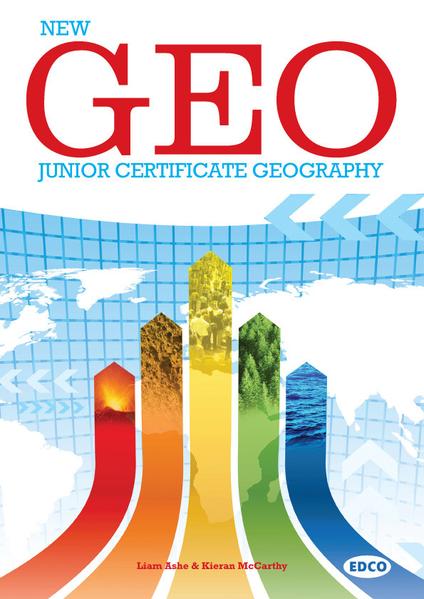 NEW
GEO
JUNIOR CERTIFICATE GEOGRAPHY
Liam Ashe & Kieran McCarthy
EDCO